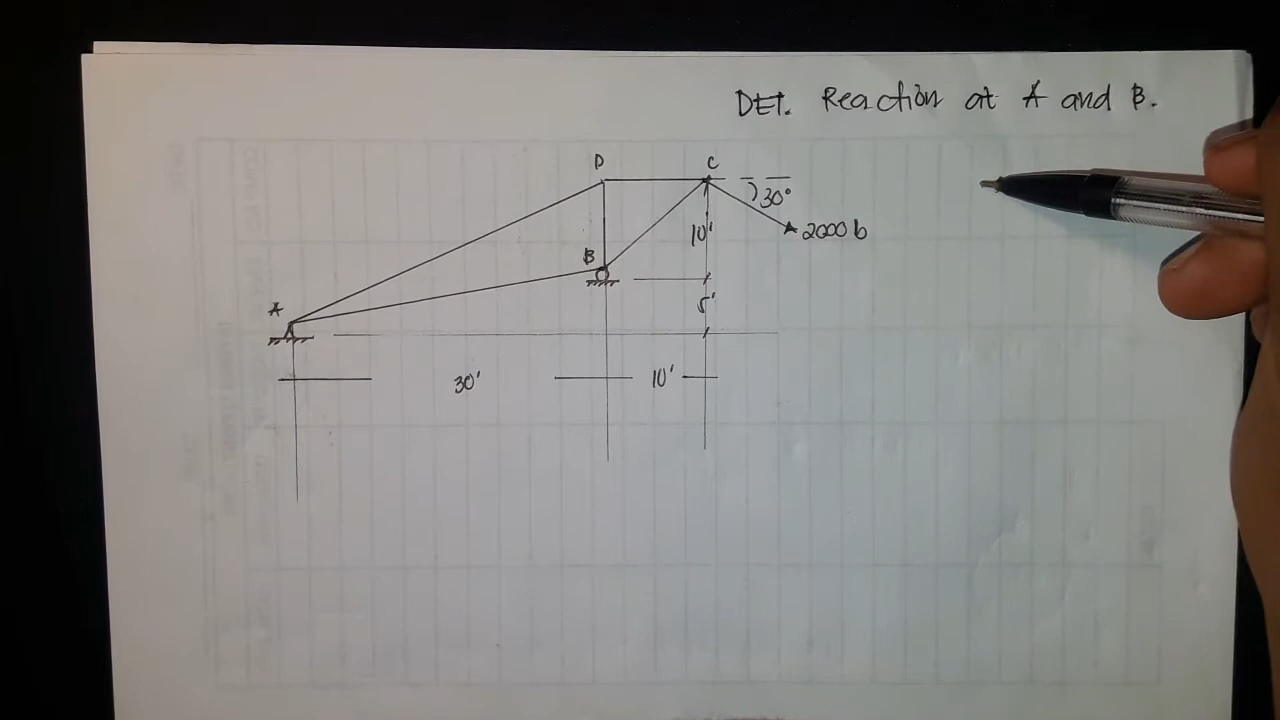 DET. Reaction at A and B.
D C
30°
10'
2000 lb
B
A
5'
30' 10'